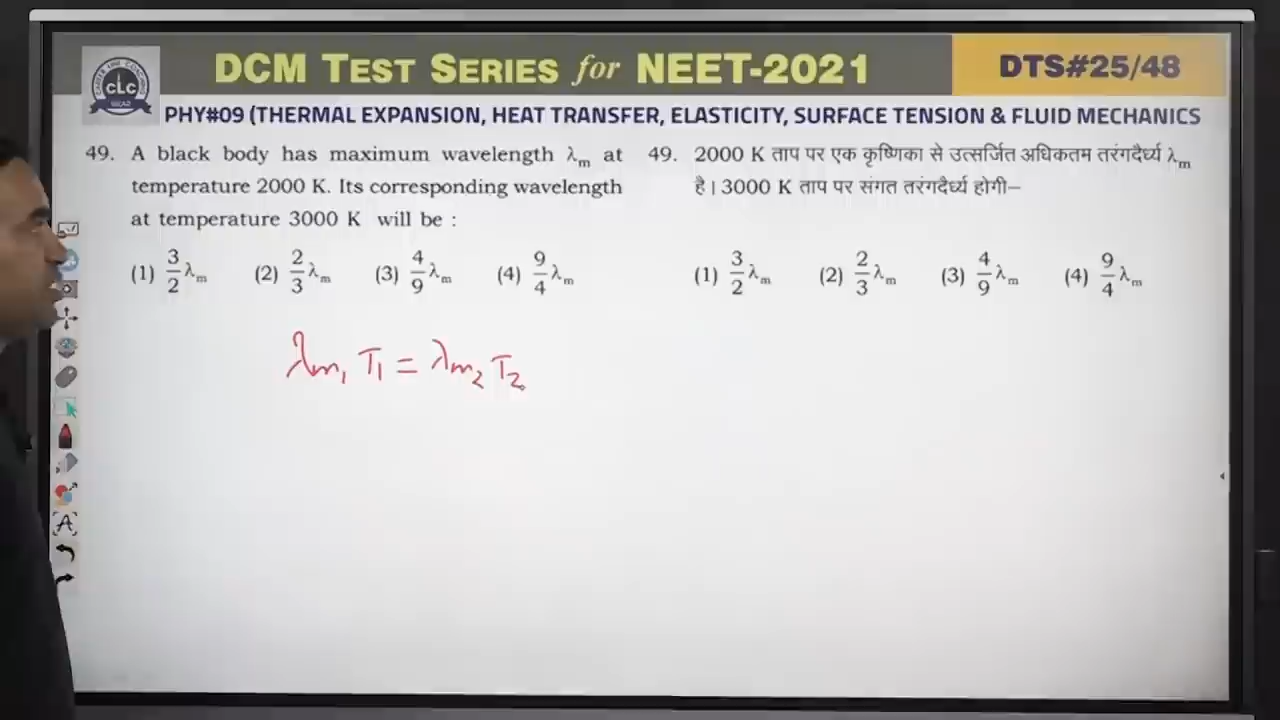 DCM TEST SERIES for NEET-2021
DTS#25/48
CLC
PHY#09 (THERMAL EXPANSION, HEAT TRANSFER, ELASTICITY, SURFACE TENSION & FLUID MECHANICS
49. A black body has maximum wavelength λm at
temperature 2000 K. Its corresponding wavelength
at temperature 3000 K will be :
(1) 3/2 λm (2) 2/3 λm (3) 4/9 λm (4) 9/4 λm
49. 2000 K ताप पर एक कृष्णिका से उत्सर्जित अधिकतम तरंगदैर्ध्य λm
है। 3000 K ताप पर संगत तरंगदैर्ध्य होगी–
(1) 3/2 λm (2) 2/3 λm (3) 4/9 λm (4) 9/4 λm
λm₁ T₁ = λm₂ T₂
A